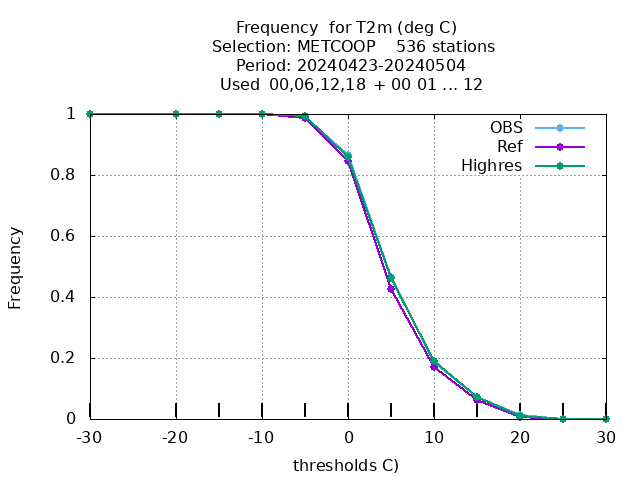 Frequency  for T2m (deg C)
Selection: METCOOP    536 stations
Period: 20240423-20240504
Used  00,06,12,18  + 00 01 ... 12
OBS
Ref
Highres
1
0.8
0.6
0.4
0.2
0
Frequency
-30
-20
-10
0
10
20
30
thresholds C)